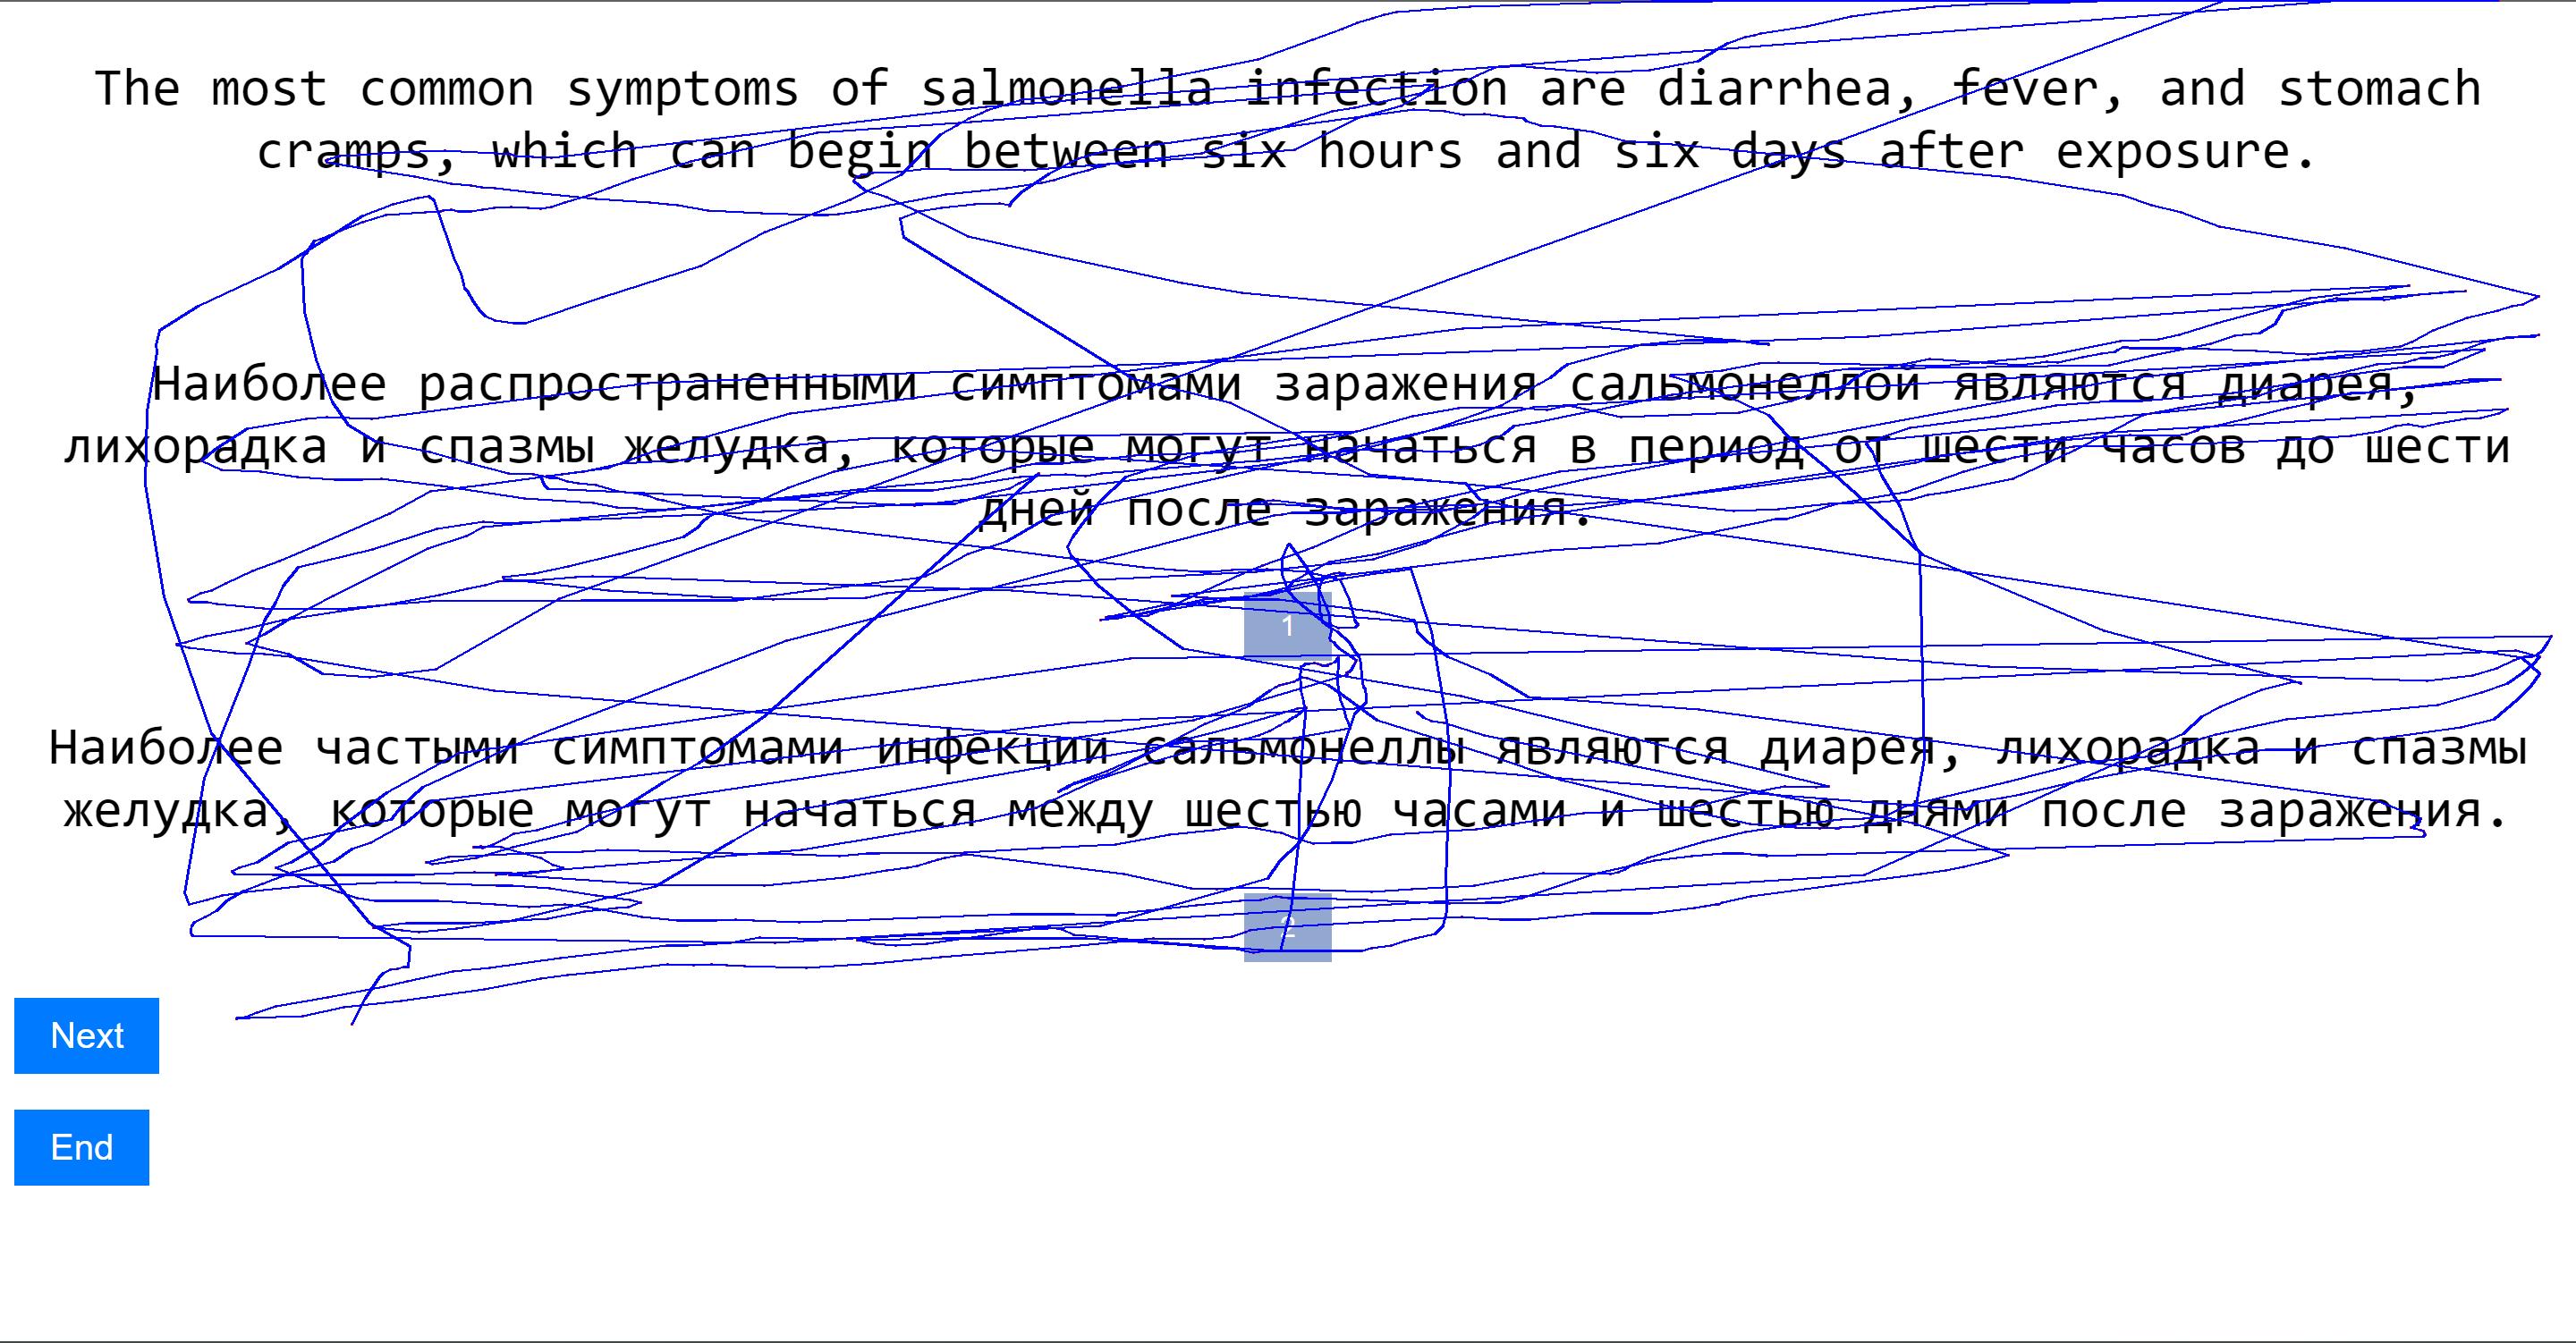 The most common symptoms of salmonella infection are diarrhea, fever, and stomach
cramps, which can begin between six hours and six days after exposure.
Наиболее распространенными симптомами заражения сальмонеллой являются диарея,
лихорадка и спазмы желудка, которые могут начаться в период от шести часов до шести
дней после заражения.
1
Наиболее частыми симптомами инфекции сальмонеллы являются диарея, лихорадка и спазмы
желудка, которые могут начаться между шестью часами и шестью днями после заражения.
2
Next
End